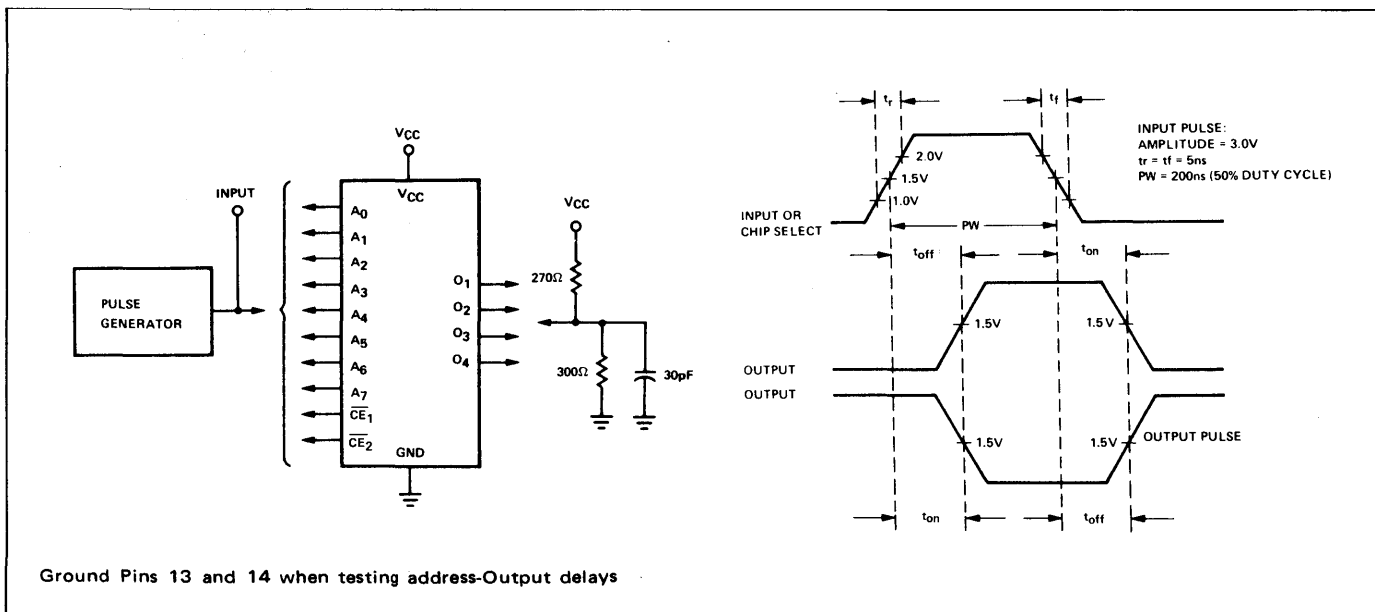 INPUT
PULSE
GENERATOR
VCC
VCC
A0
A1
A2
A3
A4
A5
A6
A7
CE1
CE2
GND
O1
O2
O3
O4
VCC
270Ω
300Ω
30pF
tr
tf
2.0V
1.5V
1.0V
INPUT PULSE:
AMPLITUDE = 3.0V
tr = tf = 5ns
PW = 200ns (50% DUTY CYCLE)
INPUT OR
CHIP SELECT
PW
toff
ton
1.5V
1.5V
OUTPUT
OUTPUT
1.5V
1.5V
OUTPUT PULSE
ton
toff
Ground Pins 13 and 14 when testing address-Output delays